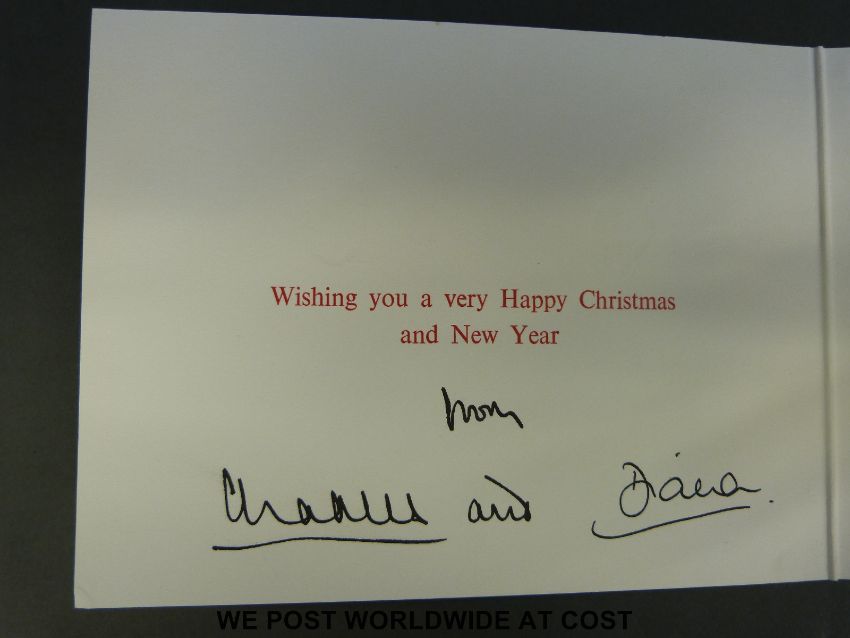 Wishing you a very Happy Christmas
and New Year
from
Charles and Diana.
WE POST WORLDWIDE AT COST